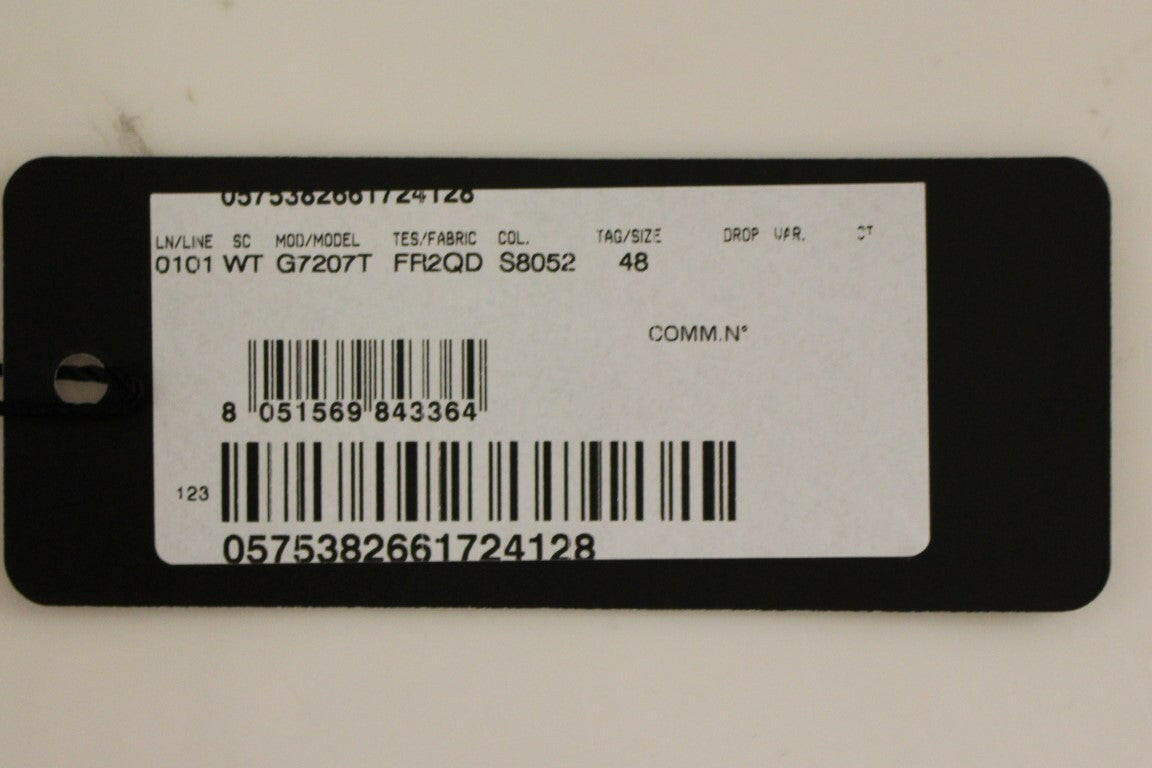 0575382661724128
LN/LINE SC MOD/MODEL TES/FABRIC COL. TAG/SIZE DROP VAR. CT
0101 WT G7207T FR2QD S8052 48
COMM.N°
8 051569 843364
123
0575382661724128